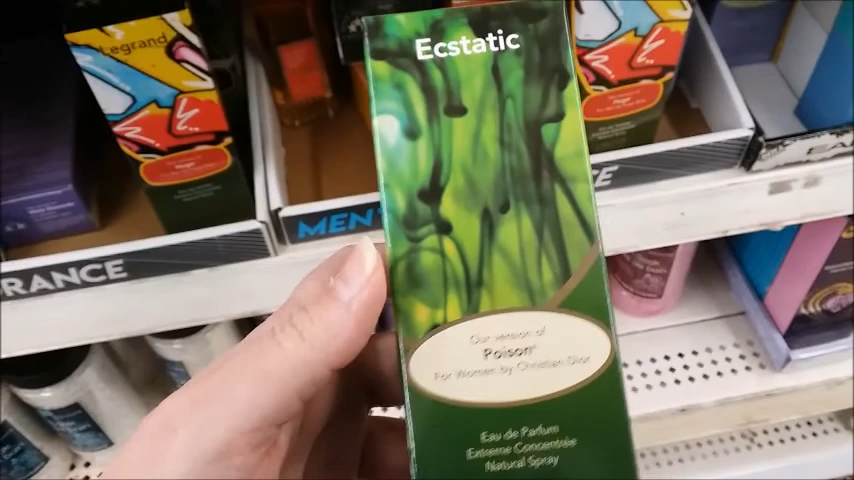 Legrand
Ecstatic
Our version of
Poison
For Women by Christian Dior
Eau de Parfum
Extreme Concentrée
Natural Spray
MEN'
RANCE